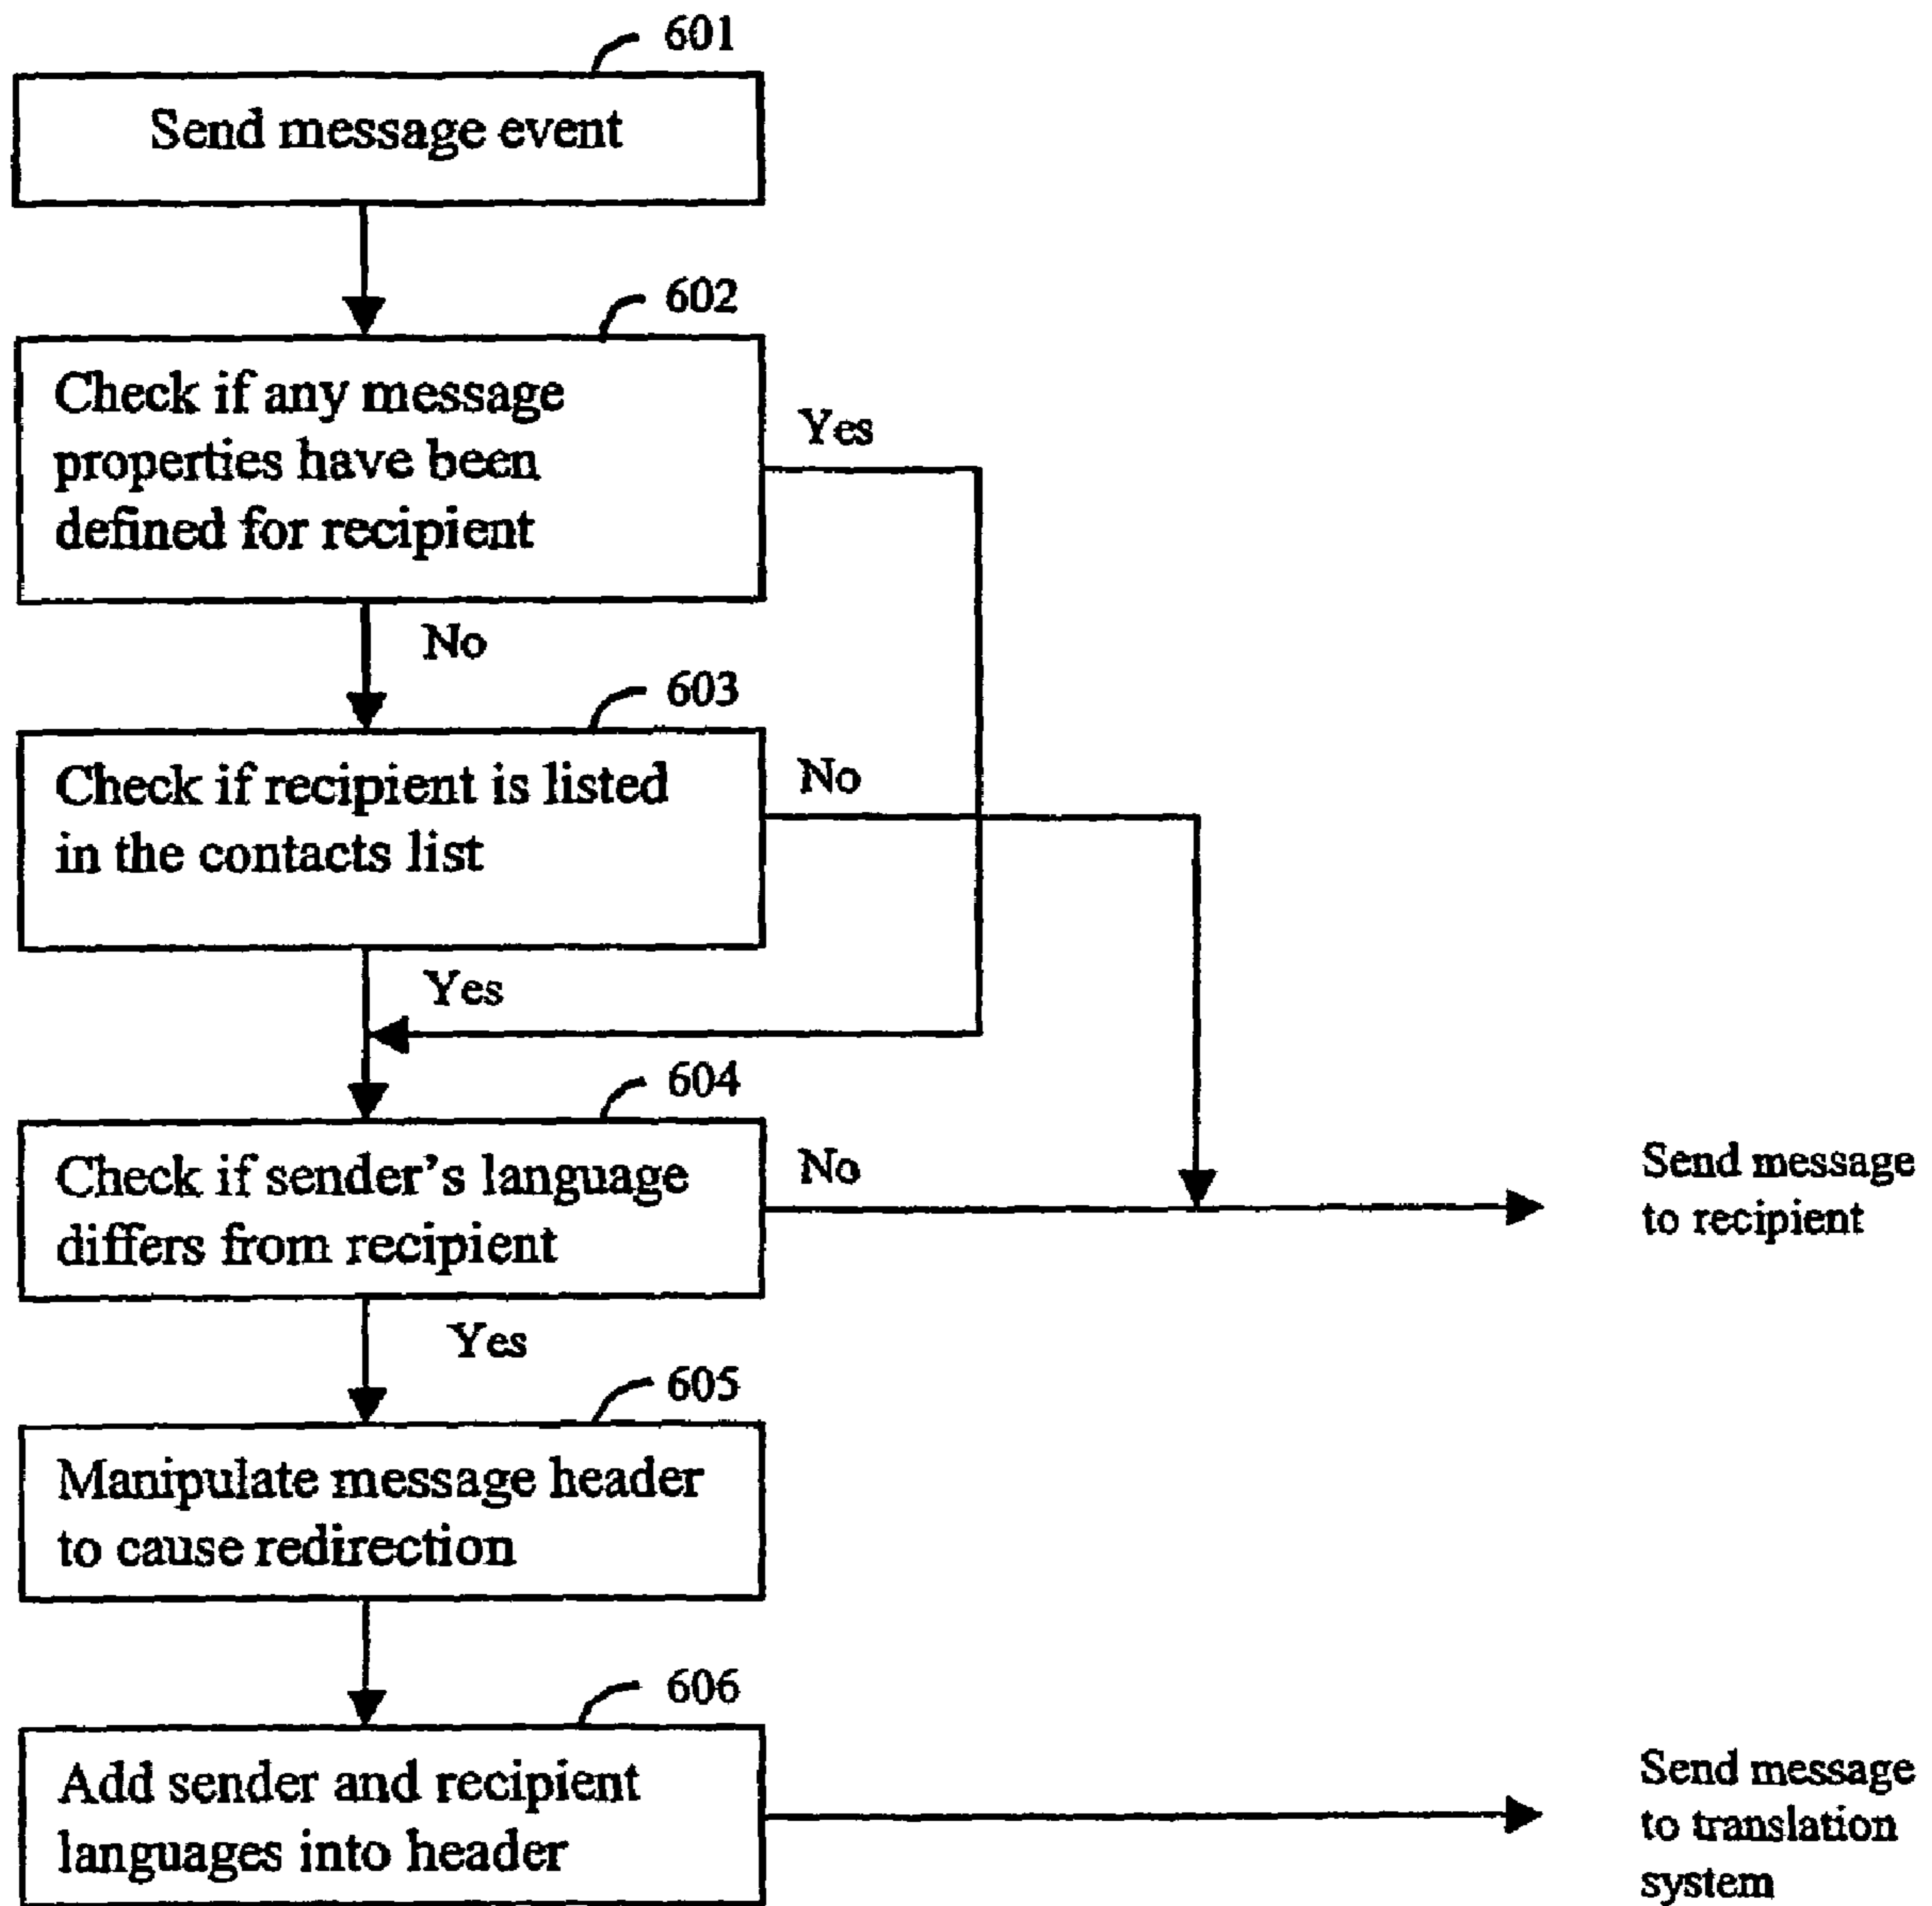 601
Send message event
602
Check if any message
properties have been
defined for recipient
Yes
No
603
Check if recipient is listed
in the contacts list
No
Yes
604
Check if sender's language
differs from recipient
No
Send message
to recipient
Yes
605
Manipulate message header
to cause redirection
606
Add sender and recipient
languages into header
Send message
to translation
system